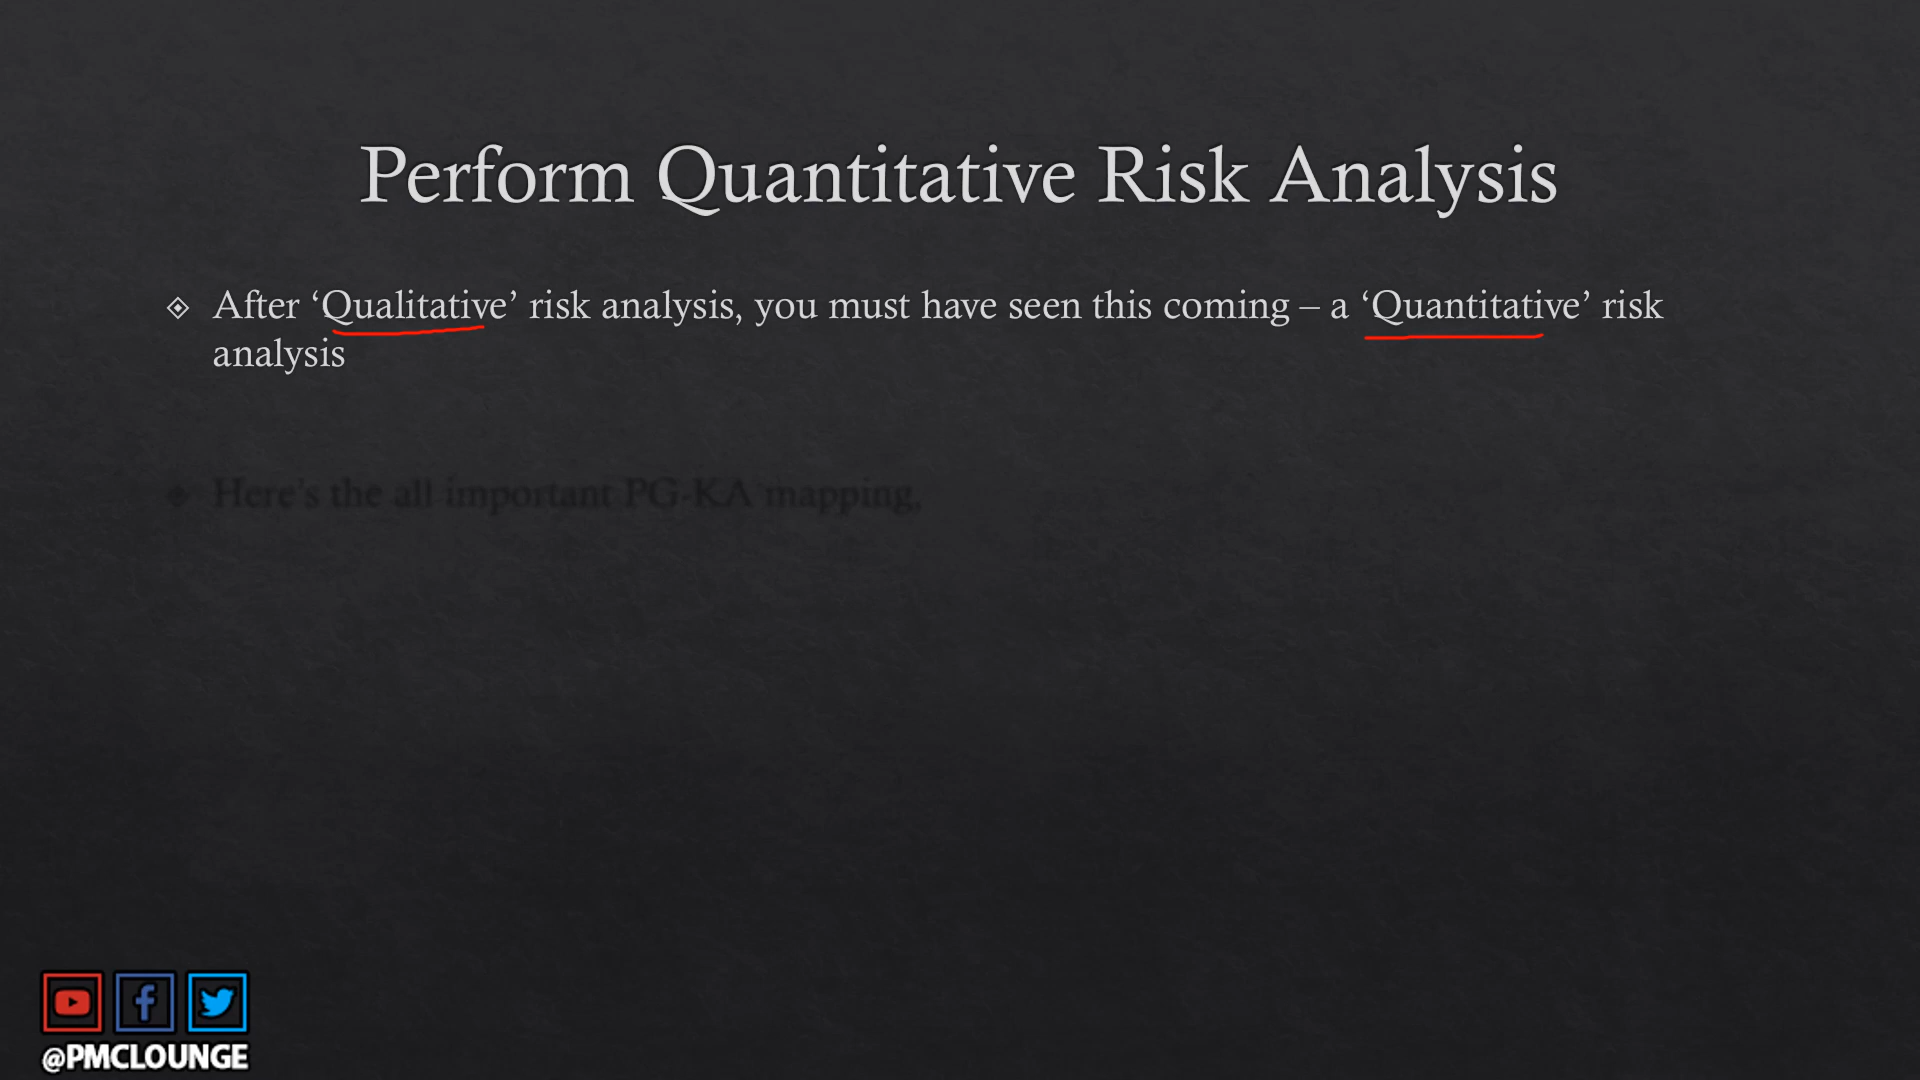 Perform Quantitative Risk Analysis
After ‘Qualitative’ risk analysis, you must have seen this coming – a ‘Quantitative’ risk
analysis
Here's the all important PG-KA mapping,
@PMCLOUNGE